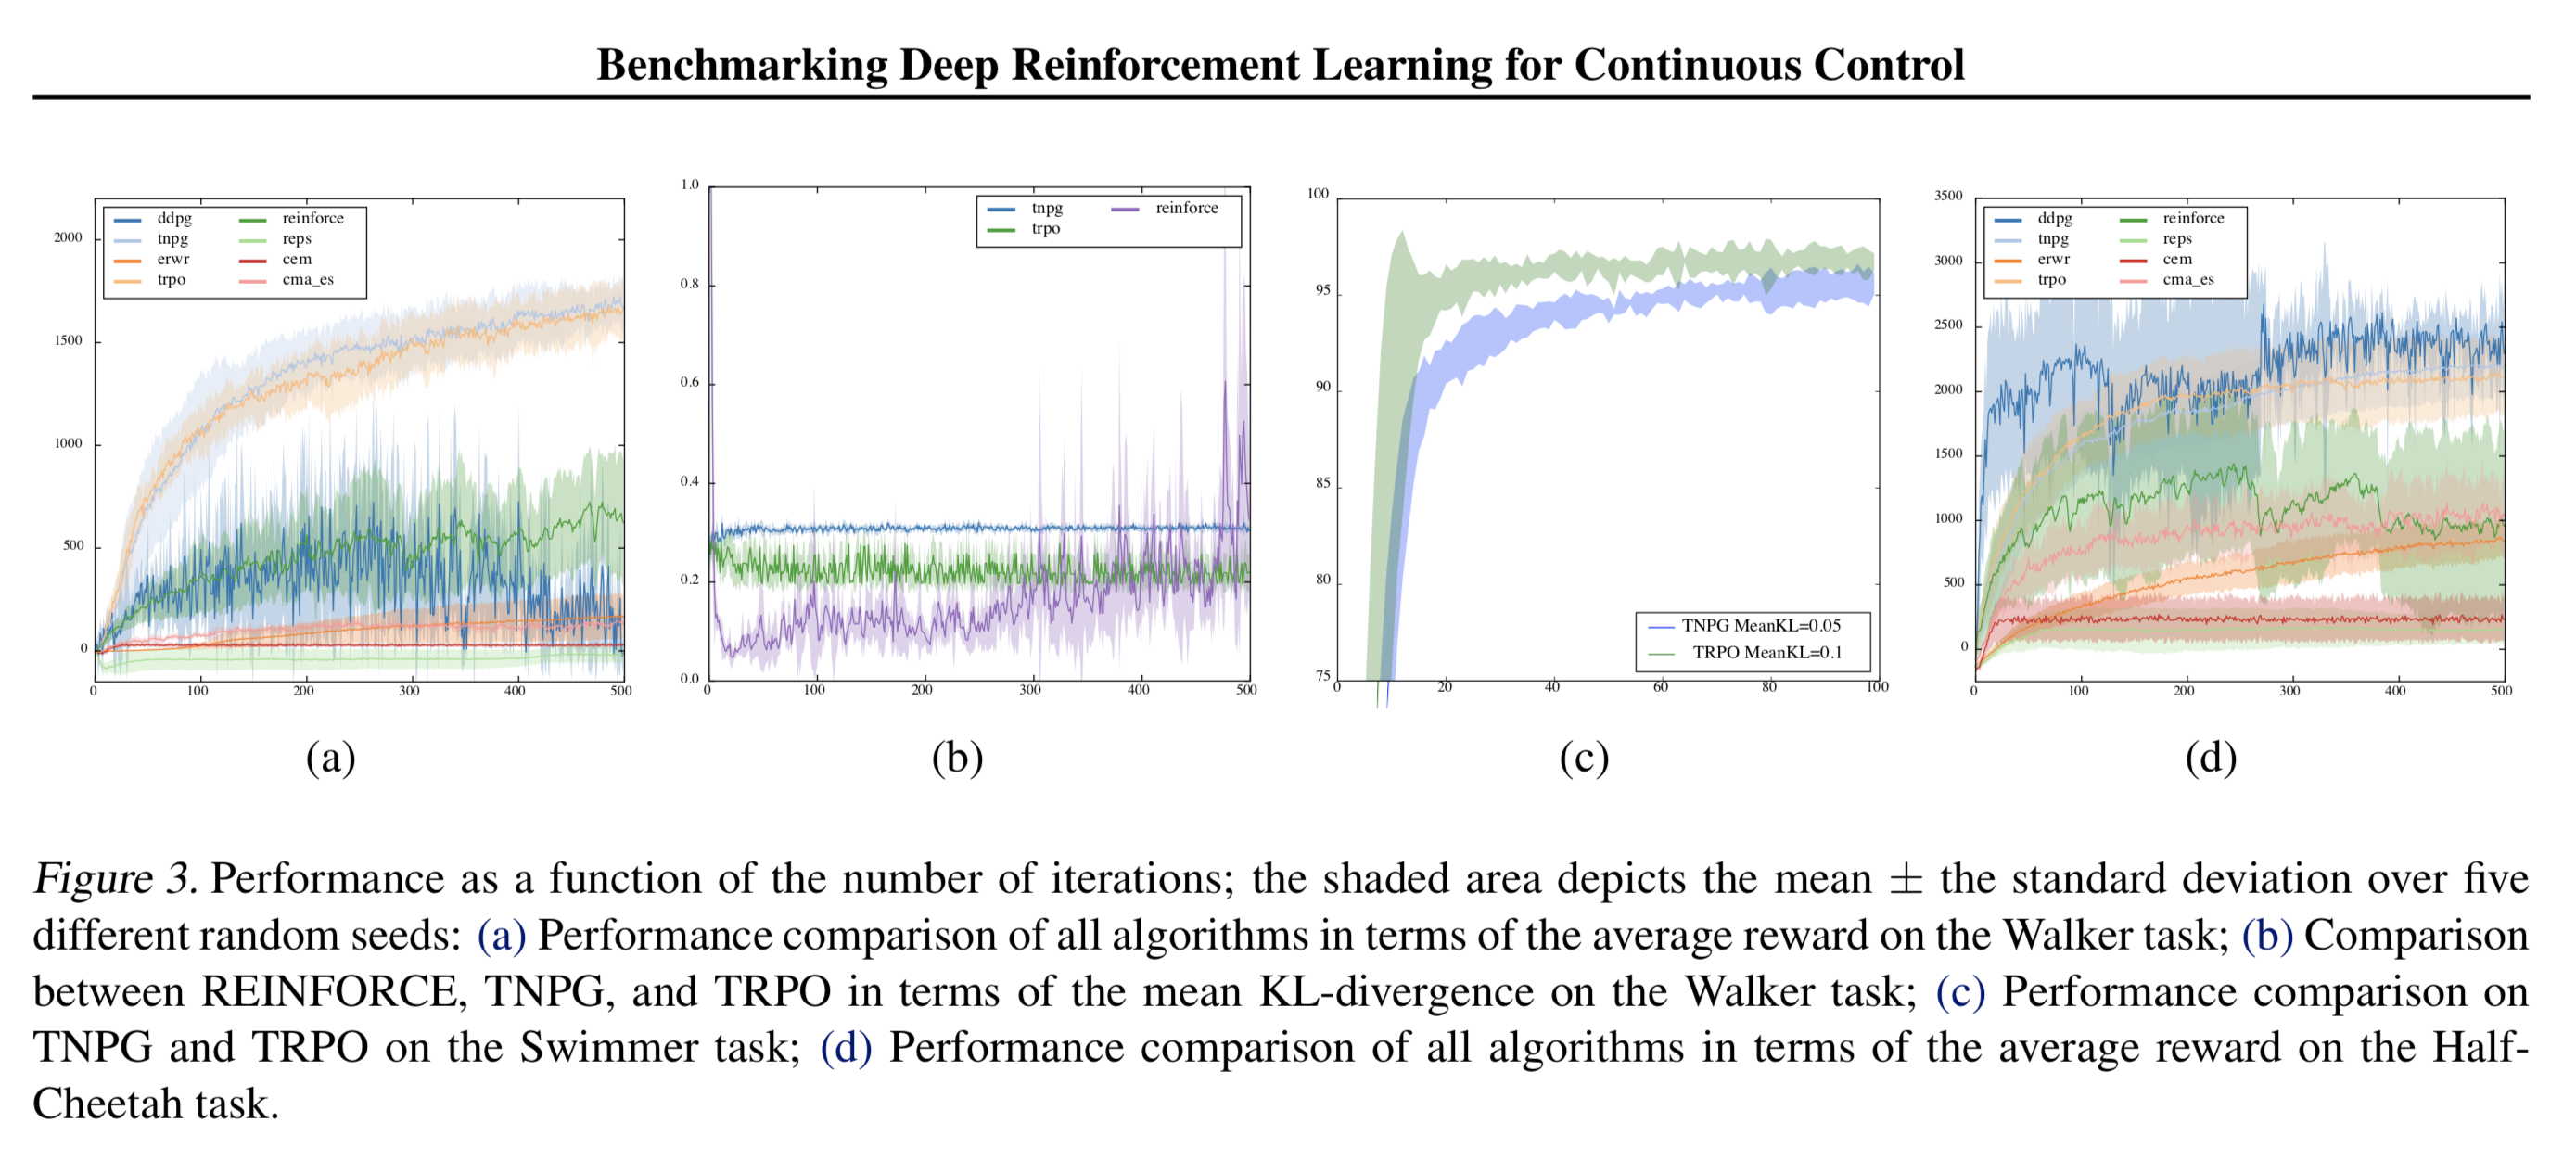 Benchmarking Deep Reinforcement Learning for Continuous Control
2000
1500
1000
500
0
0 100 200 300 400 500
ddpg reinforce
tnpg reps
erwr cem
trpo cma_es
(a)
1.0
0.8
0.6
0.4
0.2
0.0
0 100 200 300 400 500
tnpg reinforce
trpo
(b)
100
95
90
85
80
75
0 20 40 60 80 100
TNPG MeanKL=0.05
TRPO MeanKL=0.1
(c)
3500
3000
2500
2000
1500
1000
500
0
0 100 200 300 400 500
ddpg reinforce
tnpg reps
erwr cem
trpo cma_es
(d)
Figure 3. Performance as a function of the number of iterations; the shaded area depicts the mean ± the standard deviation over five
different random seeds: (a) Performance comparison of all algorithms in terms of the average reward on the Walker task; (b) Comparison
between REINFORCE, TNPG, and TRPO in terms of the mean KL-divergence on the Walker task; (c) Performance comparison on
TNPG and TRPO on the Swimmer task; (d) Performance comparison of all algorithms in terms of the average reward on the Half-
Cheetah task.